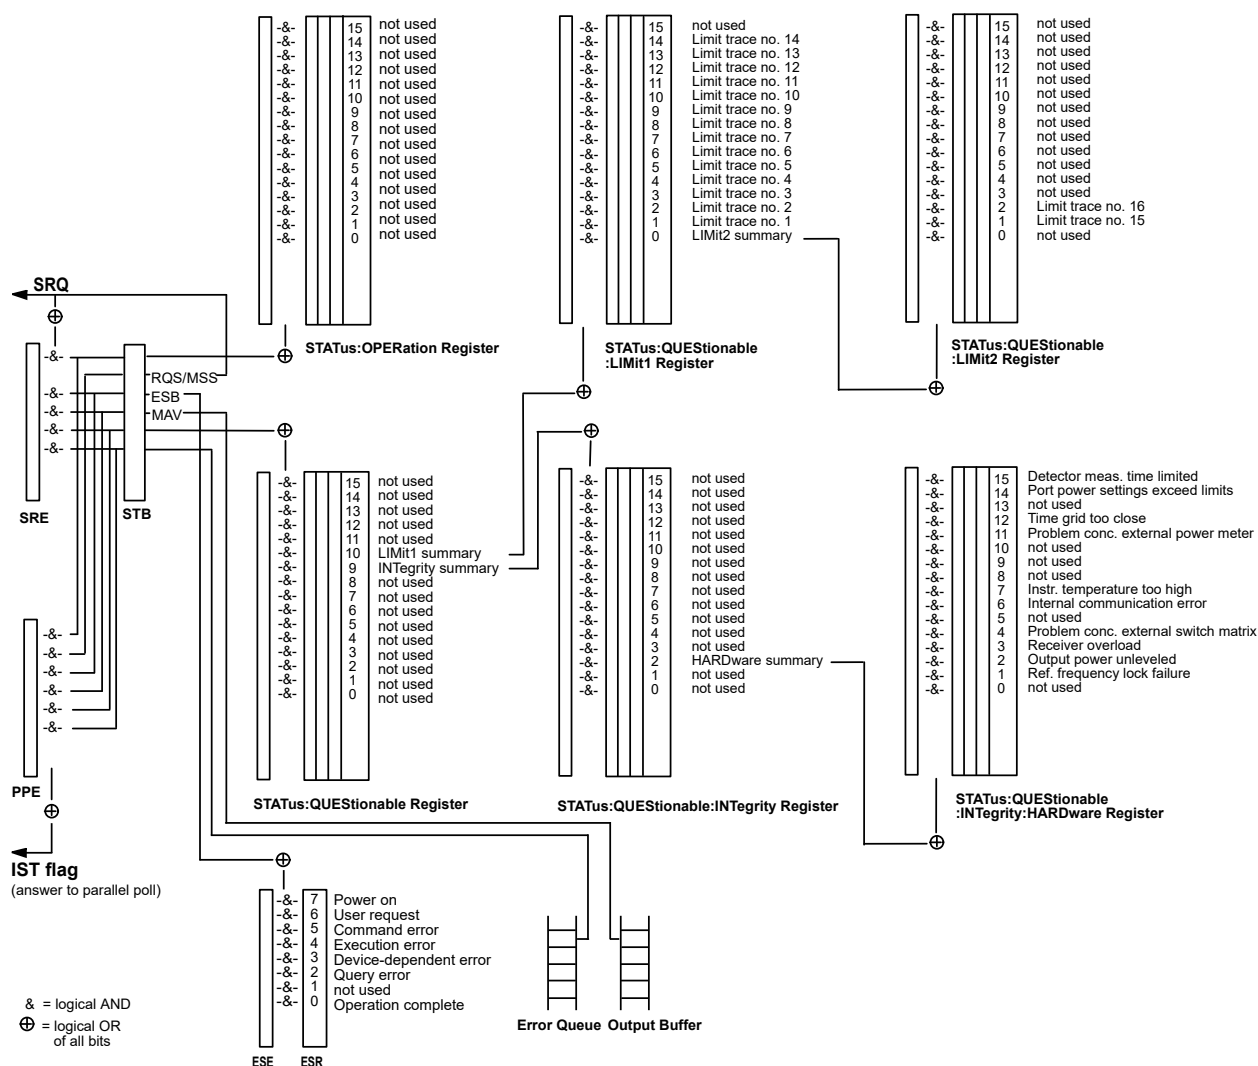 -&- 15 not used
-&- 14 not used
-&- 13 not used
-&- 12 not used
-&- 11 not used
-&- 10 not used
-&- 9 not used
-&- 8 not used
-&- 7 not used
-&- 6 not used
-&- 5 not used
-&- 4 not used
-&- 3 not used
-&- 2 not used
-&- 1 not used
-&- 0 not used
STATus:OPERation Register
-&- 15 not used
-&- 14 Limit trace no. 14
-&- 13 Limit trace no. 13
-&- 12 Limit trace no. 12
-&- 11 Limit trace no. 11
-&- 10 Limit trace no. 10
-&- 9 Limit trace no. 9
-&- 8 Limit trace no. 8
-&- 7 Limit trace no. 7
-&- 6 Limit trace no. 6
-&- 5 Limit trace no. 5
-&- 4 Limit trace no. 4
-&- 3 Limit trace no. 3
-&- 2 Limit trace no. 2
-&- 1 Limit trace no. 1
-&- 0 LIMit2 summary
STATus:QUEStionable
:LIMit1 Register
-&- 15 not used
-&- 14 not used
-&- 13 not used
-&- 12 not used
-&- 11 not used
-&- 10 not used
-&- 9 not used
-&- 8 not used
-&- 7 not used
-&- 6 not used
-&- 5 not used
-&- 4 not used
-&- 3 not used
-&- 2 Limit trace no. 16
-&- 1 Limit trace no. 15
-&- 0 not used
STATus:QUEStionable
:LIMit2 Register
SRQ
-&-
RQS/MSS
-&- ESB
-&- MAV
-&-
-&-
SRE
STB
-&- 15 not used
-&- 14 not used
-&- 13 not used
-&- 12 not used
-&- 11 not used
-&- 10 LIMit1 summary
-&- 9 INTegrity summary
-&- 8 not used
-&- 7 not used
-&- 6 not used
-&- 5 not used
-&- 4 not used
-&- 3 not used
-&- 2 not used
-&- 1 not used
-&- 0 not used
STATus:QUEStionable Register
-&- 15 not used
-&- 14 not used
-&- 13 not used
-&- 12 not used
-&- 11 not used
-&- 10 not used
-&- 9 not used
-&- 8 not used
-&- 7 not used
-&- 6 not used
-&- 5 not used
-&- 4 not used
-&- 3 not used
-&- 2 HARDware summary
-&- 1 not used
-&- 0 not used
STATus:QUEStionable:INTegrity Register
-&- 15 Detector meas. time limited
-&- 14 Port power settings exceed limits
-&- 13 not used
-&- 12 Time grid too close
-&- 11 Problem conc. external power meter
-&- 10 not used
-&- 9 not used
-&- 8 not used
-&- 7 Instr. temperature too high
-&- 6 Internal communication error
-&- 5 not used
-&- 4 Problem conc. external switch matrix
-&- 3 Receiver overload
-&- 2 Output power unleveled
-&- 1 Ref. frequency lock failure
-&- 0 not used
STATus:QUEStionable
:INTegrity:HARDware Register
-&-
-&-
-&-
-&-
-&-
-&-
PPE
IST flag
(answer to parallel poll)
-&- 7 Power on
-&- 6 User request
-&- 5 Command error
-&- 4 Execution error
-&- 3 Device-dependent error
-&- 2 Query error
-&- 1 not used
-&- 0 Operation complete
ESE
ESR
Error Queue
Output Buffer
& = logical AND
⊕ = logical OR
of all bits